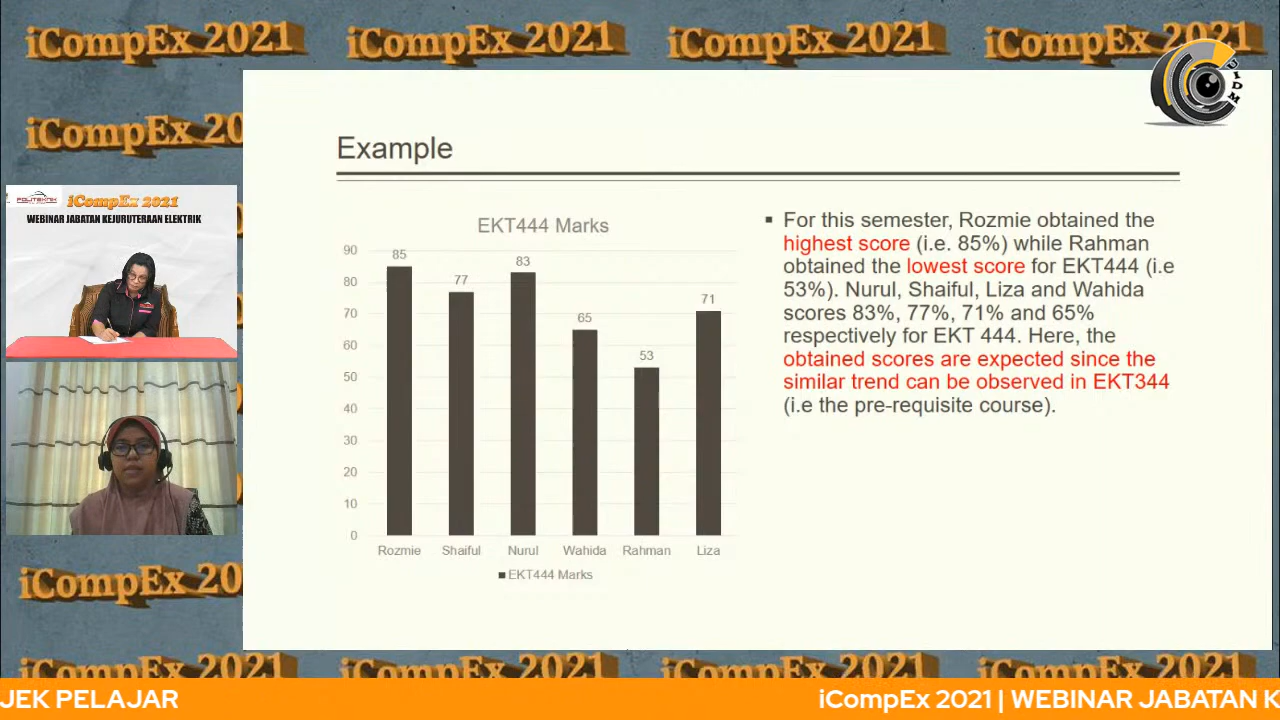 iCompEx 2021 iCompEx 2021 iCompEx 2021 iCompEx 2021
iCompEx 20
UIDM
POLITEKNIK
iCompEx 2021
WEBINAR JABATAN KEJURUTERAAN ELEKTRIK
Example
EKT444 Marks
90
80
70
60
50
40
30
20
10
0
85
77
83
65
53
71
Rozmie Shaiful Nurul Wahida Rahman Liza
EKT444 Marks
For this semester, Rozmie obtained the
highest score (i.e. 85%) while Rahman
obtained the lowest score for EKT444 (i.e
53%). Nurul, Shaiful, Liza and Wahida
scores 83%, 77%, 71% and 65%
respectively for EKT 444. Here, the
obtained scores are expected since the
similar trend can be observed in EKT344
(i.e the pre-requisite course).
iCompEx 20
iCompEx 2021 iCompEx 2021 iCompEx 2021 iCompEx 2021
JEK PELAJAR iCompEx 2021 | WEBINAR JABATAN K